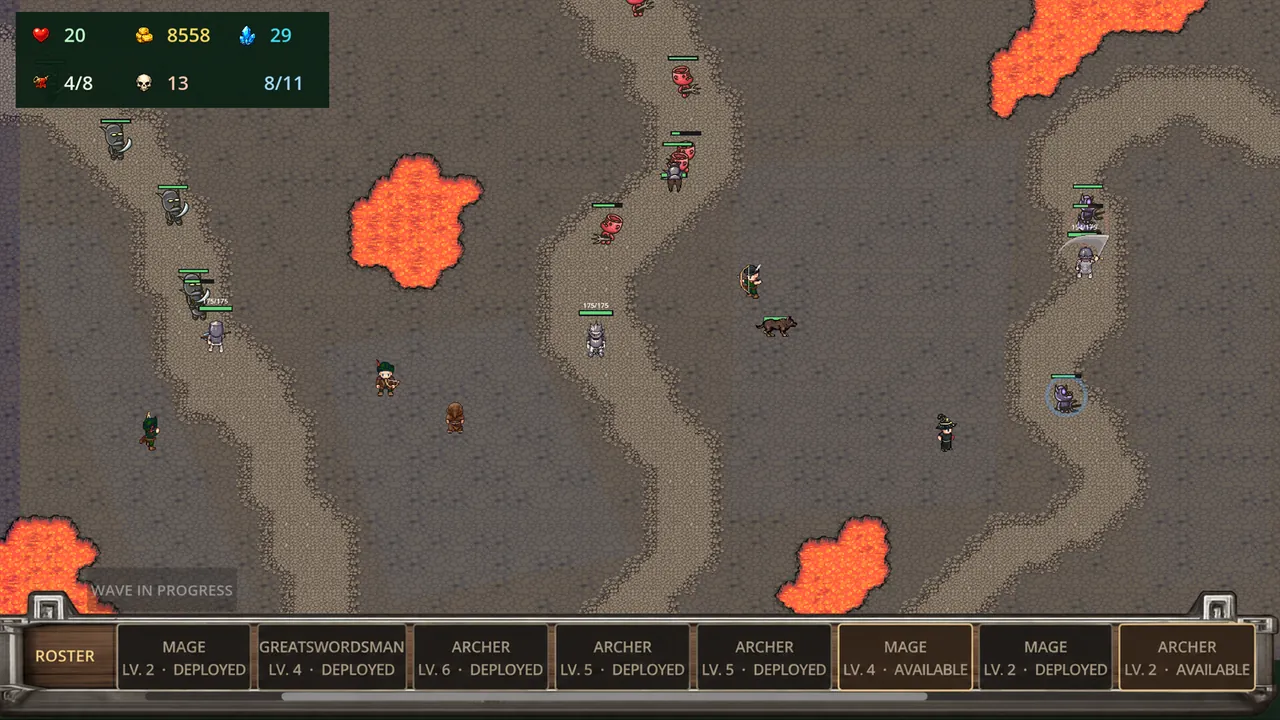 20 8558 29
4/8 13 8/11
175/175
175/175
WAVE IN PROGRESS
ROSTER
MAGE
LV. 2 · DEPLOYED
GREATSWORDSMAN
LV. 4 · DEPLOYED
ARCHER
LV. 6 · DEPLOYED
ARCHER
LV. 5 · DEPLOYED
ARCHER
LV. 5 · DEPLOYED
MAGE
LV. 4 · AVAILABLE
MAGE
LV. 2 · DEPLOYED
ARCHER
LV. 2 · AVAILABLE